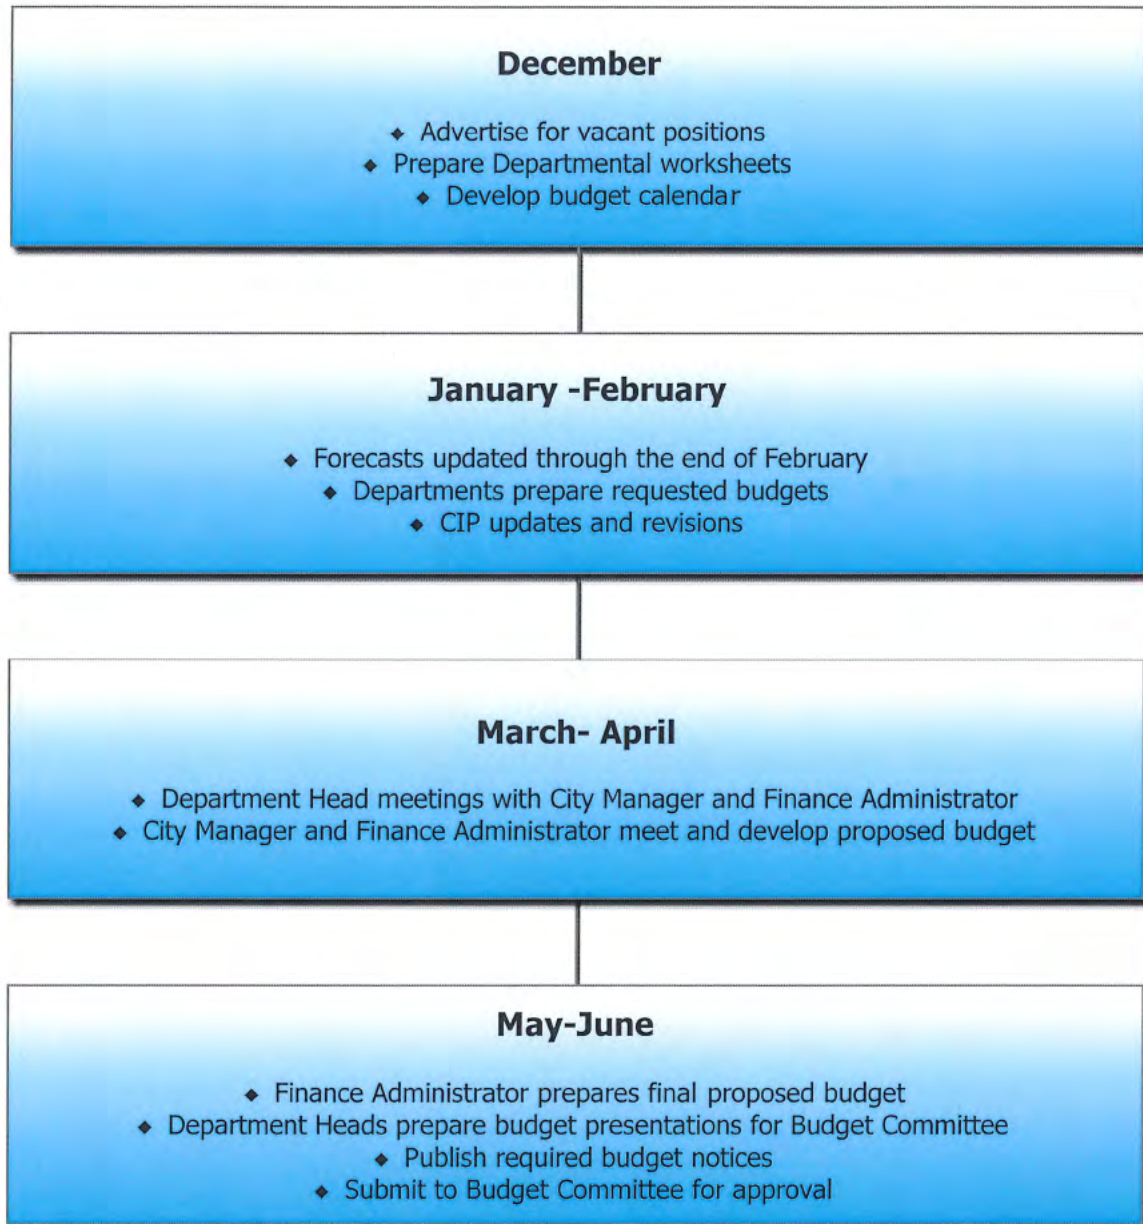 December
◆ Advertise for vacant positions
◆ Prepare Departmental worksheets
◆ Develop budget calendar
January -February
◆ Forecasts updated through the end of February
◆ Departments prepare requested budgets
◆ CIP updates and revisions
March- April
◆ Department Head meetings with City Manager and Finance Administrator
◆ City Manager and Finance Administrator meet and develop proposed budget
May-June
◆ Finance Administrator prepares final proposed budget
◆ Department Heads prepare budget presentations for Budget Committee
◆ Publish required budget notices
◆ Submit to Budget Committee for approval